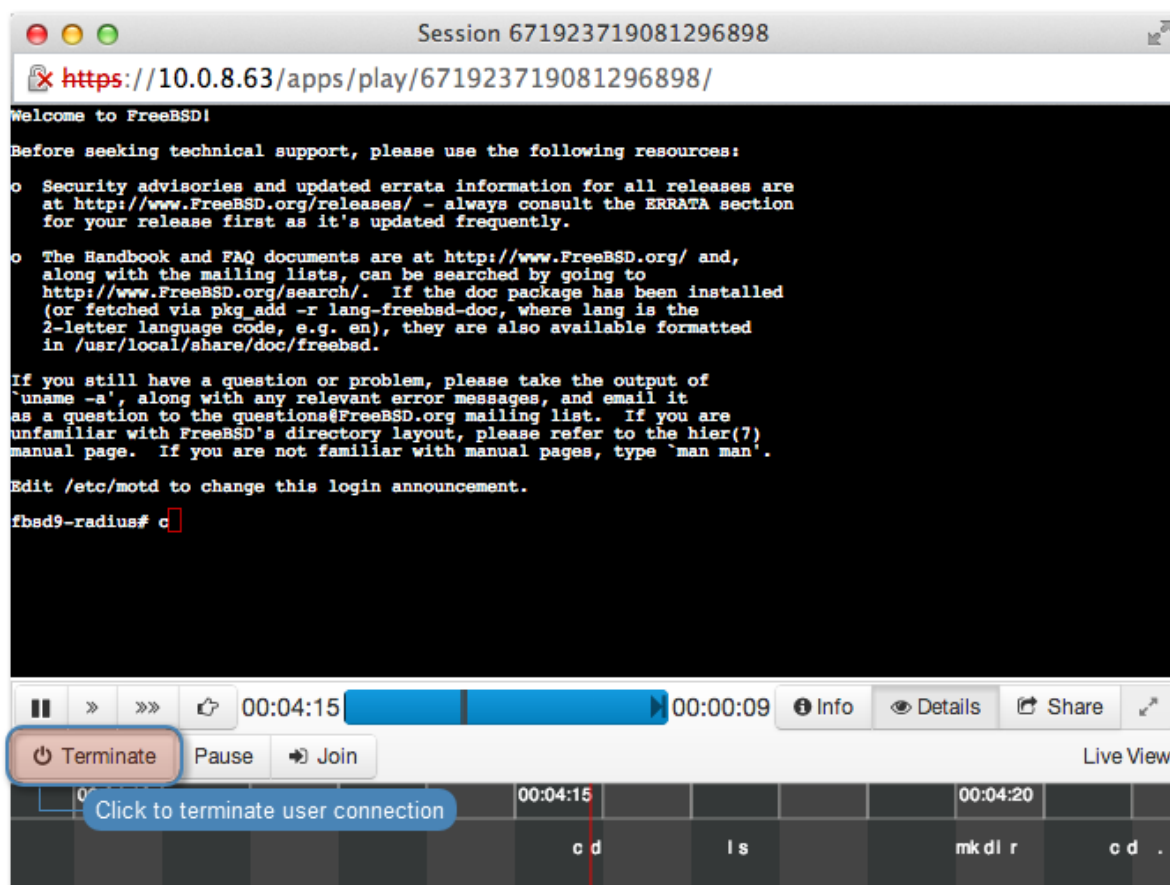 Session 671923719081296898
https://10.0.8.63/apps/play/671923719081296898/
Welcome to FreeBSD!
Before seeking technical support, please use the following resources:
o  Security advisories and updated errata information for all releases are
at http://www.FreeBSD.org/releases/ - always consult the ERRATA section
for your release first as it's updated frequently.
o  The Handbook and FAQ documents are at http://www.FreeBSD.org/ and,
along with the mailing lists, can be searched by going to
http://www.FreeBSD.org/search/.  If the doc package has been installed
(or fetched via pkg_add -r lang-freebsd-doc, where lang is the
2-letter language code, e.g. en), they are also available formatted
in /usr/local/share/doc/freebsd.
If you still have a question or problem, please take the output of
`uname -a', along with any relevant error messages, and email it
as a question to the questions@FreeBSD.org mailing list.  If you are
unfamiliar with FreeBSD's directory layout, please refer to the hier(7)
manual page.  If you are not familiar with manual pages, type `man man'.
Edit /etc/motd to change this login announcement.
fbsd9-radius# c
00:04:15 00:00:09 Info Details Share
Terminate Pause Join Live View
00:04:15 00:04:20
Click to terminate user connection
cd ls mkdir cd .